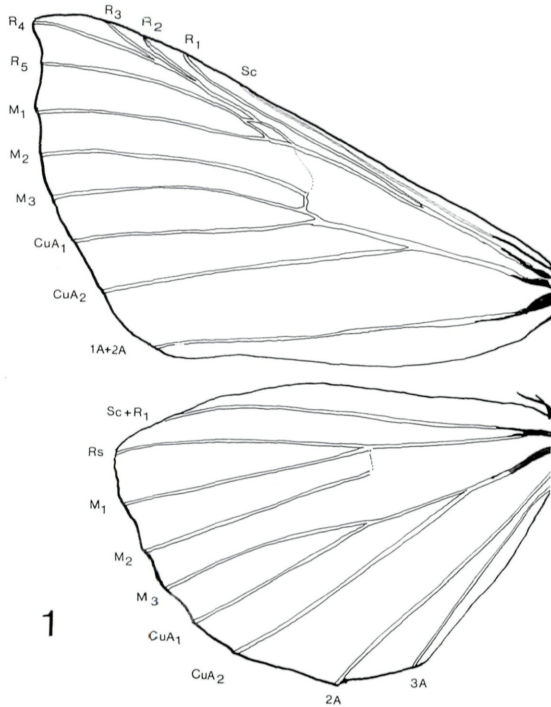 R4
R3
R2
R1
Sc
R5
M1
M2
M3
CuA1
CuA2
1A+2A
Sc+R1
Rs
M1
M2
M3
CuA1
CuA2
2A
3A
1